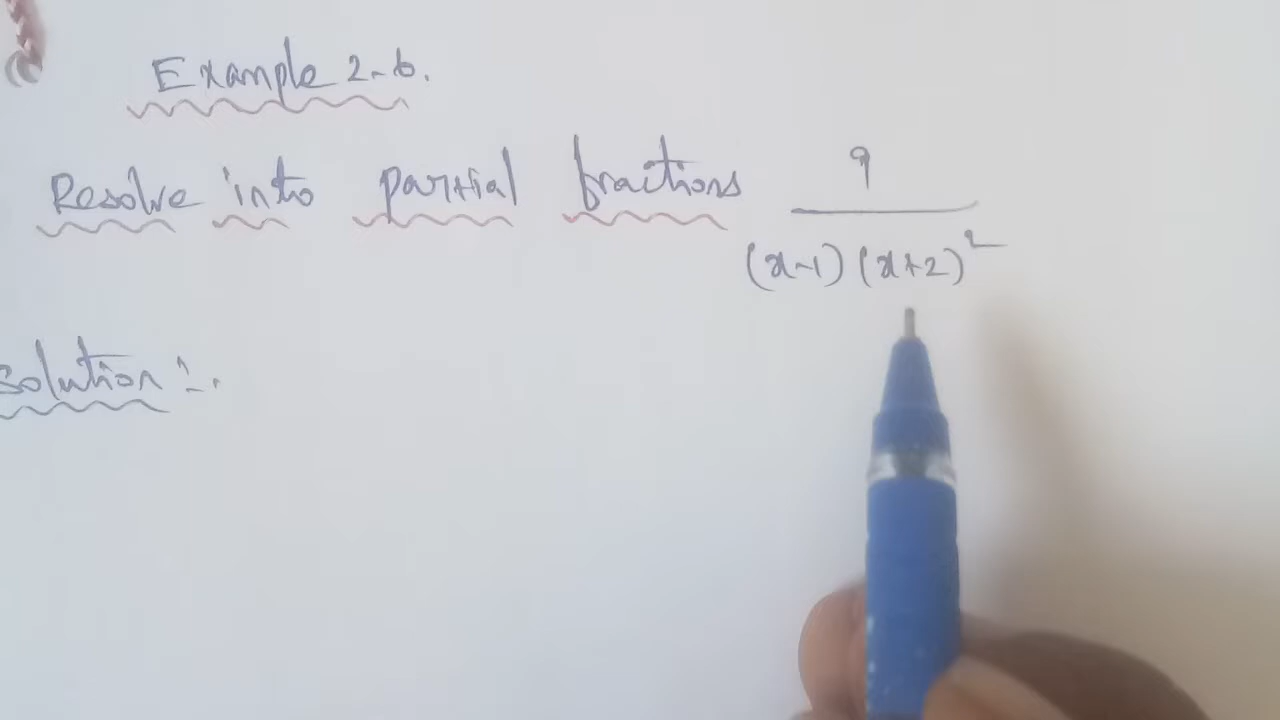 Example 2.6.
Resolve into partial fractions 9
(x-1) (x+2)²
Solution :-.